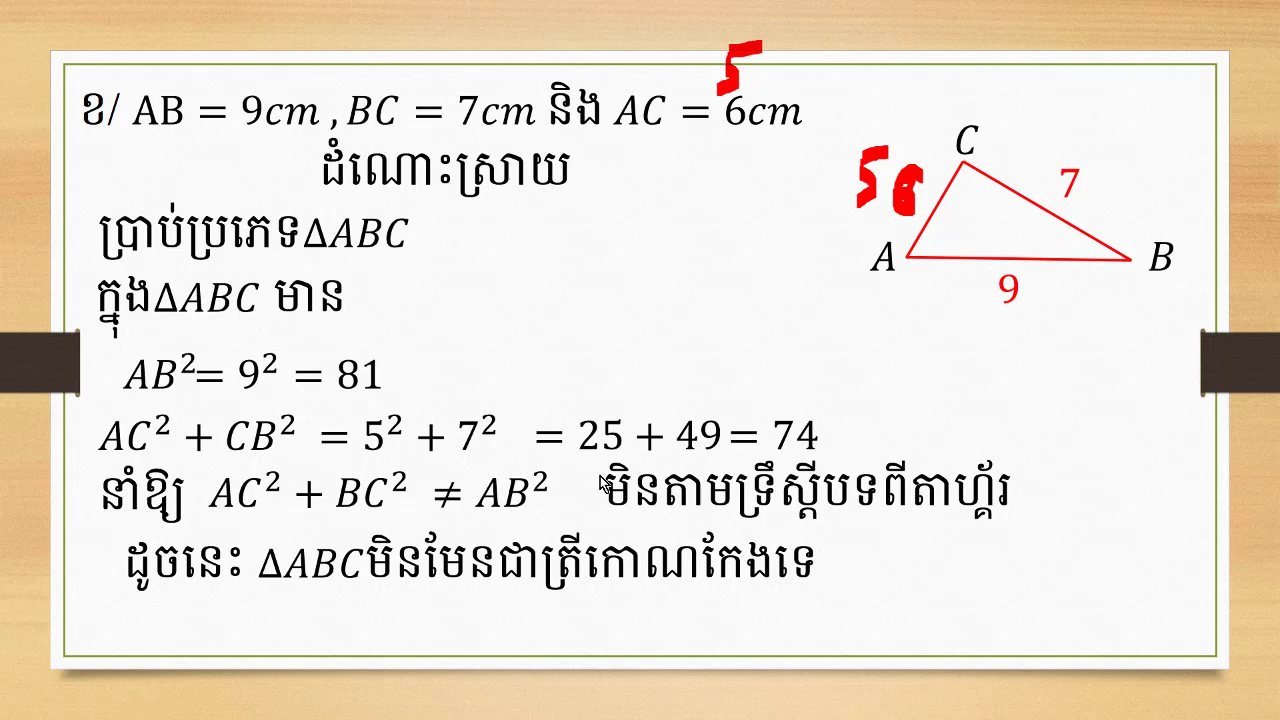 5
ខ/ AB = 9cm , BC = 7cm និង AC = 6cm
ដំណោះស្រាយ
ប្រាប់ប្រភេទΔABC
ក្នុងΔABC មាន
AB² = 9² = 81
AC² + CB² = 5² + 7² = 25 + 49 = 74
នាំឱ្យ AC² + BC² ≠ AB² មិនតាមទ្រឹស្តីបទពីតាហ្គ័រ
ដូចនេះ ΔABCមិនមែនជាត្រីកោណកែងទេ
C
5
7
A
B
9